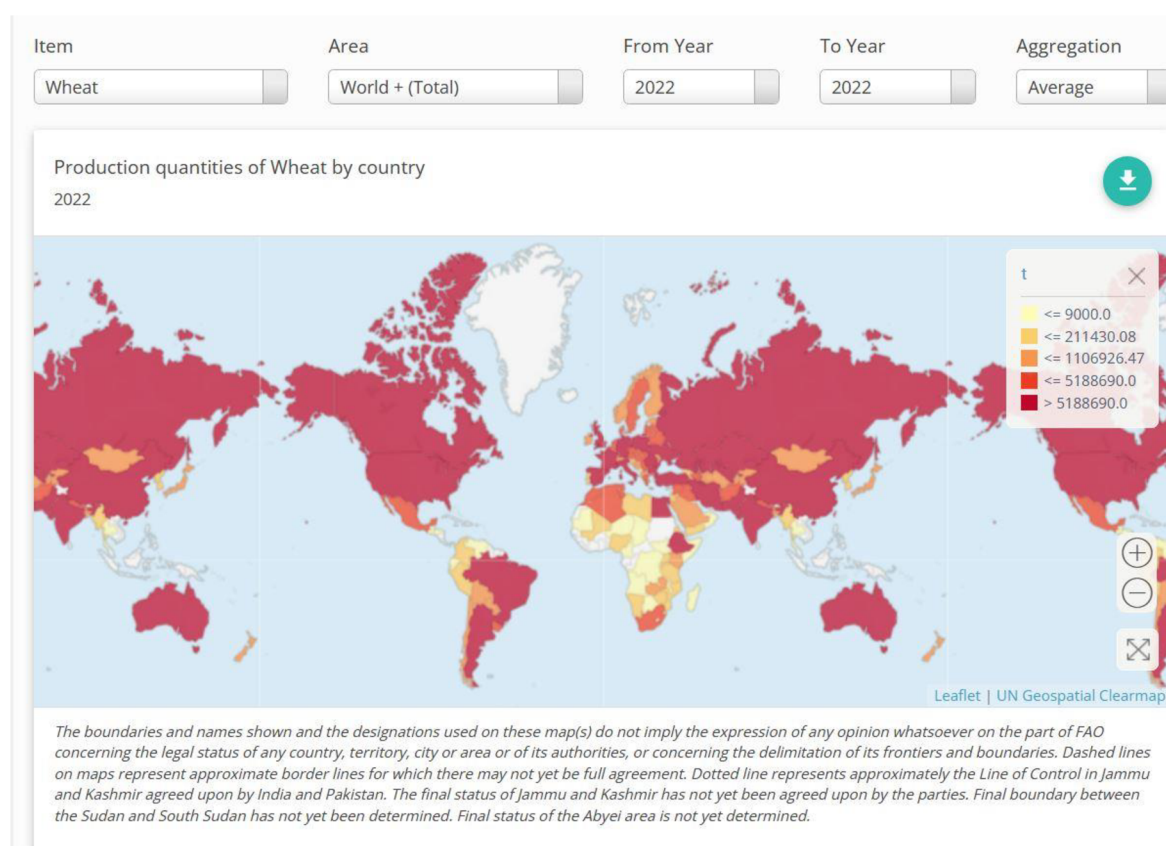 Item
Area
From Year
To Year
Aggregation
Wheat
World + (Total)
2022
2022
Average
Production quantities of Wheat by country
2022
t
<= 9000.0
<= 211430.08
<= 1106926.47
<= 5188690.0
> 5188690.0
Leaflet | UN Geospatial Clearmap
The boundaries and names shown and the designations used on these map(s) do not imply the expression of any opinion whatsoever on the part of FAO
concerning the legal status of any country, territory, city or area or of its authorities, or concerning the delimitation of its frontiers and boundaries. Dashed lines
on maps represent approximate border lines for which there may not yet be full agreement. Dotted line represents approximately the Line of Control in Jammu
and Kashmir agreed upon by India and Pakistan. The final status of Jammu and Kashmir has not yet been agreed upon by the parties. Final boundary between
the Sudan and South Sudan has not yet been determined. Final status of the Abyei area is not yet determined.